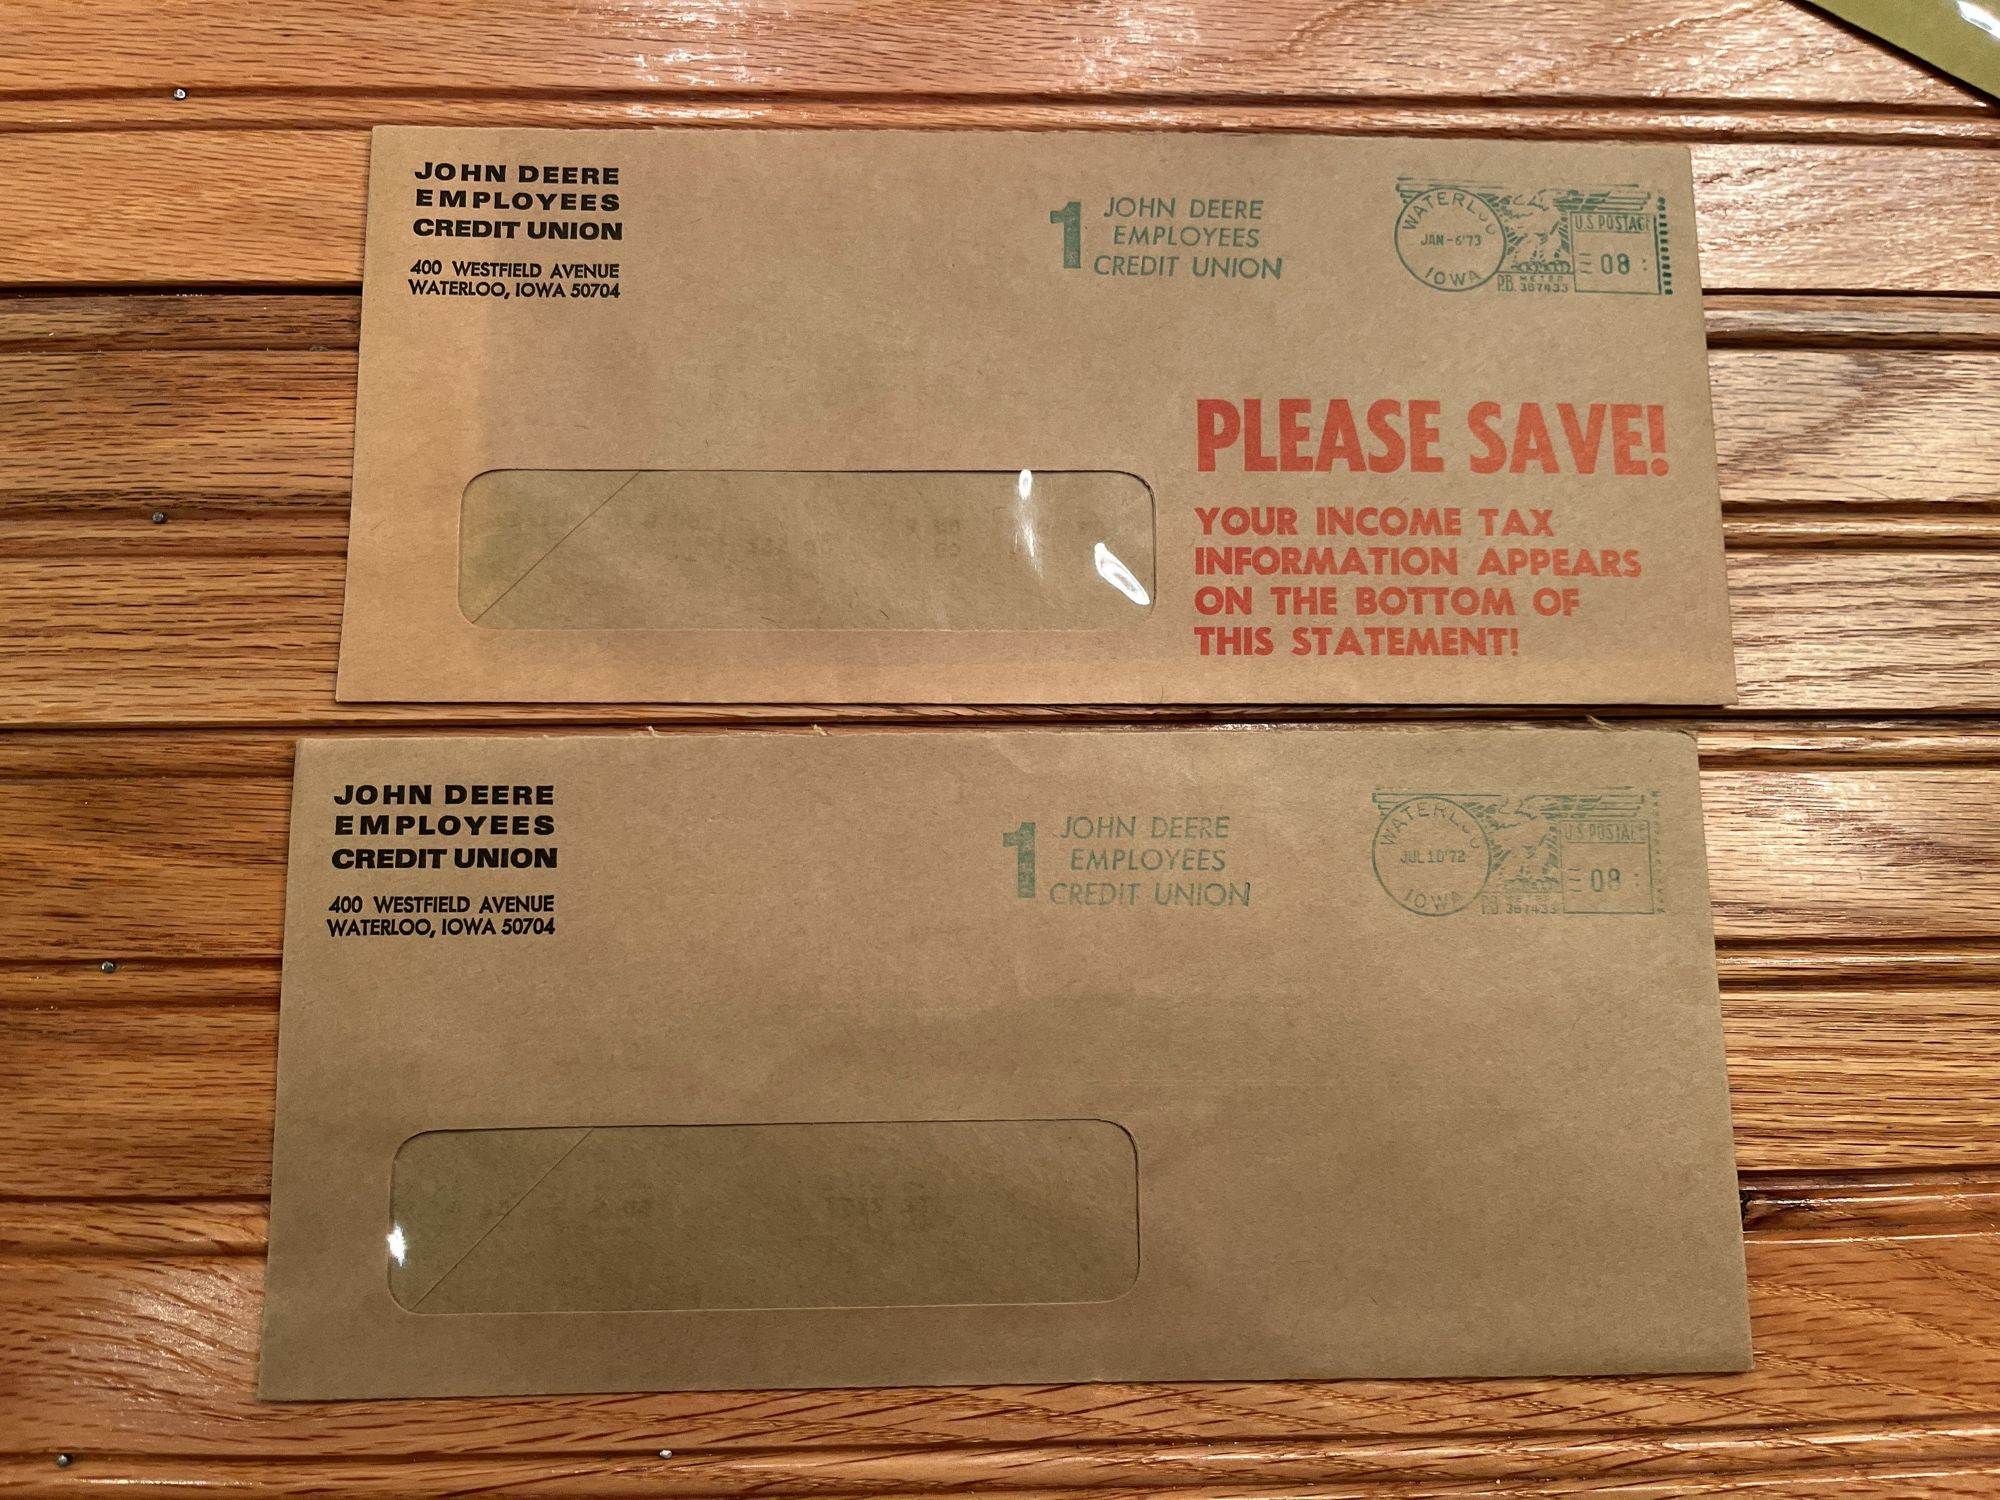 JOHN DEERE
EMPLOYEES
CREDIT UNION
400 WESTFIELD AVENUE
WATERLOO, IOWA 50704
1 JOHN DEERE
EMPLOYEES
CREDIT UNION
WATERLOO
JAN-6'73
IOWA
U.S. POSTAGE
08
P.B. METER
387433
PLEASE SAVE!
YOUR INCOME TAX
INFORMATION APPEARS
ON THE BOTTOM OF
THIS STATEMENT!
JOHN DEERE
EMPLOYEES
CREDIT UNION
400 WESTFIELD AVENUE
WATERLOO, IOWA 50704
1 JOHN DEERE
EMPLOYEES
CREDIT UNION
WATERLOO
JUL 10'72
IOWA
U.S. POSTAGE
08
387433